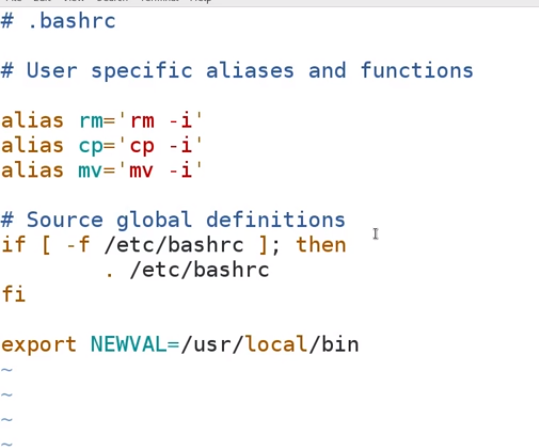 # .bashrc
# User specific aliases and functions
alias rm='rm -i'
alias cp='cp -i'
alias mv='mv -i'
# Source global definitions
if [ -f /etc/bashrc ]; then
        . /etc/bashrc
fi
export NEWVAL=/usr/local/bin
~
~
~
~